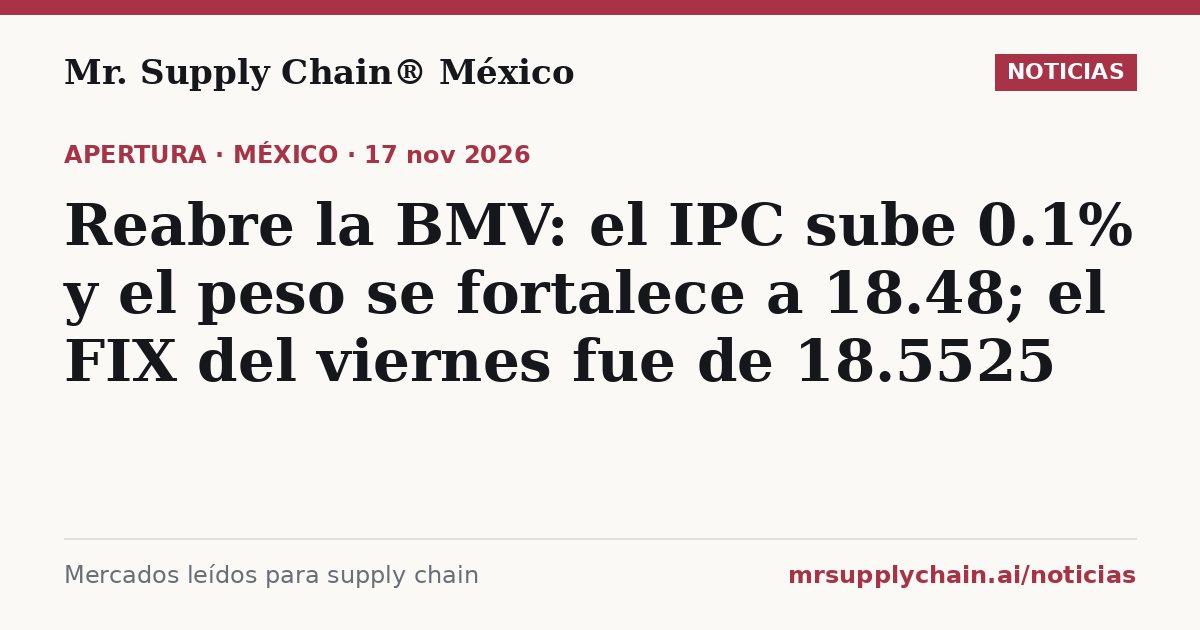 Mr. Supply Chain® México
NOTICIAS
APERTURA · MÉXICO · 17 nov 2026
Reabre la BMV: el IPC sube 0.1%
y el peso se fortalece a 18.48; el
FIX del viernes fue de 18.5525
Mercados leídos para supply chain
mrsupplychain.ai/noticias